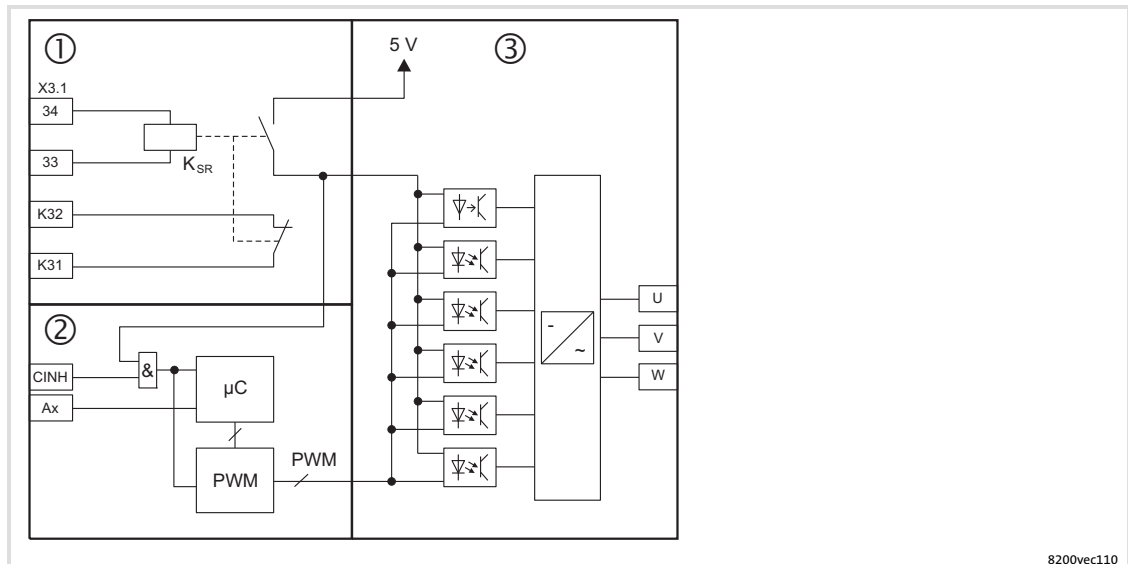 ①
5 V
③
X3.1
34
33
K_SR
K32
K31
②
CINH
&
µC
Ax
PWM
PWM
-
~
U
V
W
8200vec110